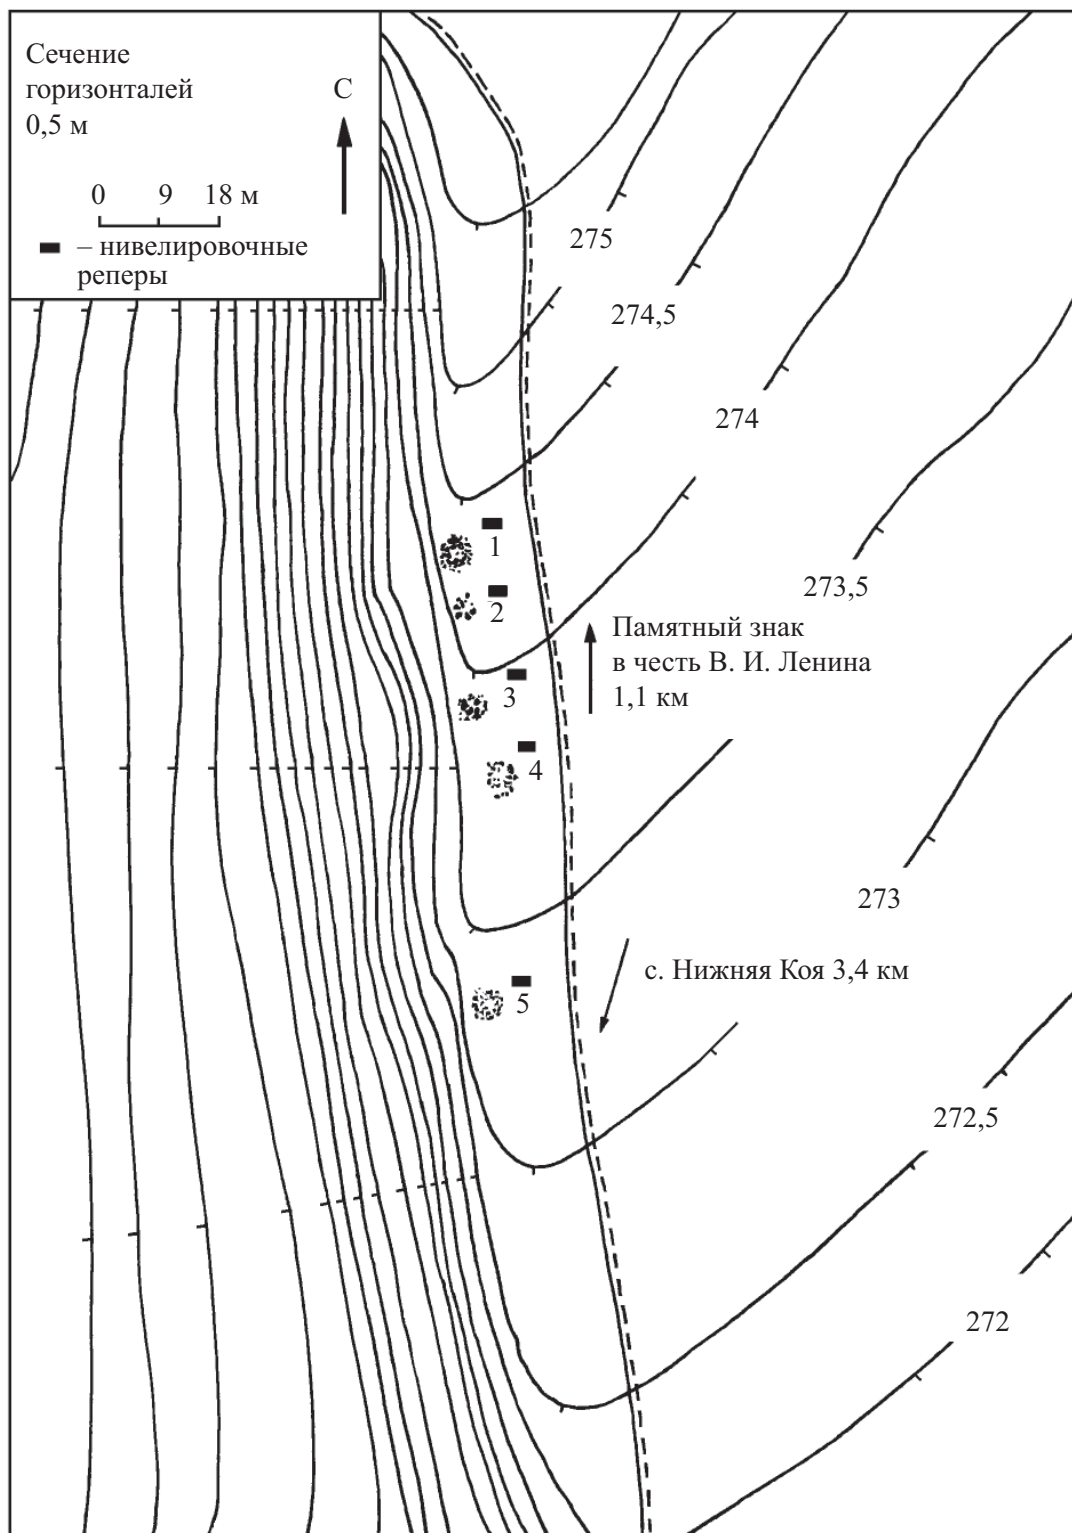 Сечение
горизонталей
0,5 м
С
0 9 18 м
– нивелировочные
реперы
275
274,5
274
273,5
1
2
Памятный знак
в честь В. И. Ленина
1,1 км
3
4
273
с. Нижняя Коя 3,4 км
5
272,5
272